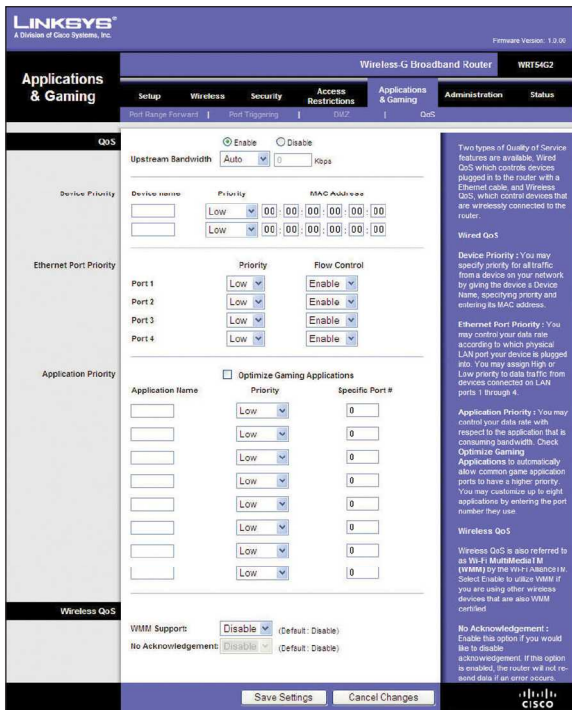 LINKSYS®
A Division of Cisco Systems, Inc.
Firmware Version: 1.0.06
Wireless-G Broadband Router WRT54G2
Applications & Gaming
Setup Wireless Security Access Restrictions Applications & Gaming Administration Status
Port Range Forward | Port Triggering | DMZ | QoS
QoS
Enable Disable
Upstream Bandwidth Auto 0 Kbps
Device Priority
Device name Priority MAC Address
Low 00 : 00 : 00 : 00 : 00 : 00
Low 00 : 00 : 00 : 00 : 00 : 00
Ethernet Port Priority
Priority Flow Control
Port 1 Low Enable
Port 2 Low Enable
Port 3 Low Enable
Port 4 Low Enable
Application Priority
Optimize Gaming Applications
Application Name Priority Specific Port #
Low 0
Low 0
Low 0
Low 0
Low 0
Low 0
Low 0
Low 0
Wireless QoS
WMM Support: Disable (Default: Disable)
No Acknowledgement: Disable (Default: Disable)
Save Settings Cancel Changes
Two types of Quality of Service
features are available, Wired
QoS which controls devices
plugged in to the router with a
Ethernet cable, and Wireless
QoS, which control devices that
are wirelessly connected to the
router.
Wired QoS
Device Priority : You may
specify priority for all traffic
from a device on your network
by giving the device a Device
Name, specifying priority and
entering its MAC address.
Ethernet Port Priority : You
may control your data rate
according to which physical
LAN port your device is plugged
into. You may assign High or
Low priority to data traffic from
devices connected on LAN
ports 1 through 4.
Application Priority : You may
control your data rate with
respect to the application that is
consuming bandwidth. Check
Optimize Gaming
Applications to automatically
allow common game application
ports to have a higher priority.
You may customize up to eight
applications by entering the port
number they use.
Wireless QoS
Wireless QoS is also referred to
as Wi-Fi MultiMediaTM
(WMM) by the Wi-Fi AllianceTM.
Select Enable to utilize WMM if
you are using other wireless
devices that are also WMM
certified
No Acknowledgement :
Enable this option if you would
like to disable
acknowledgement. If this option
is enabled, the router will not re-
send data if an error occurs.
CISCO